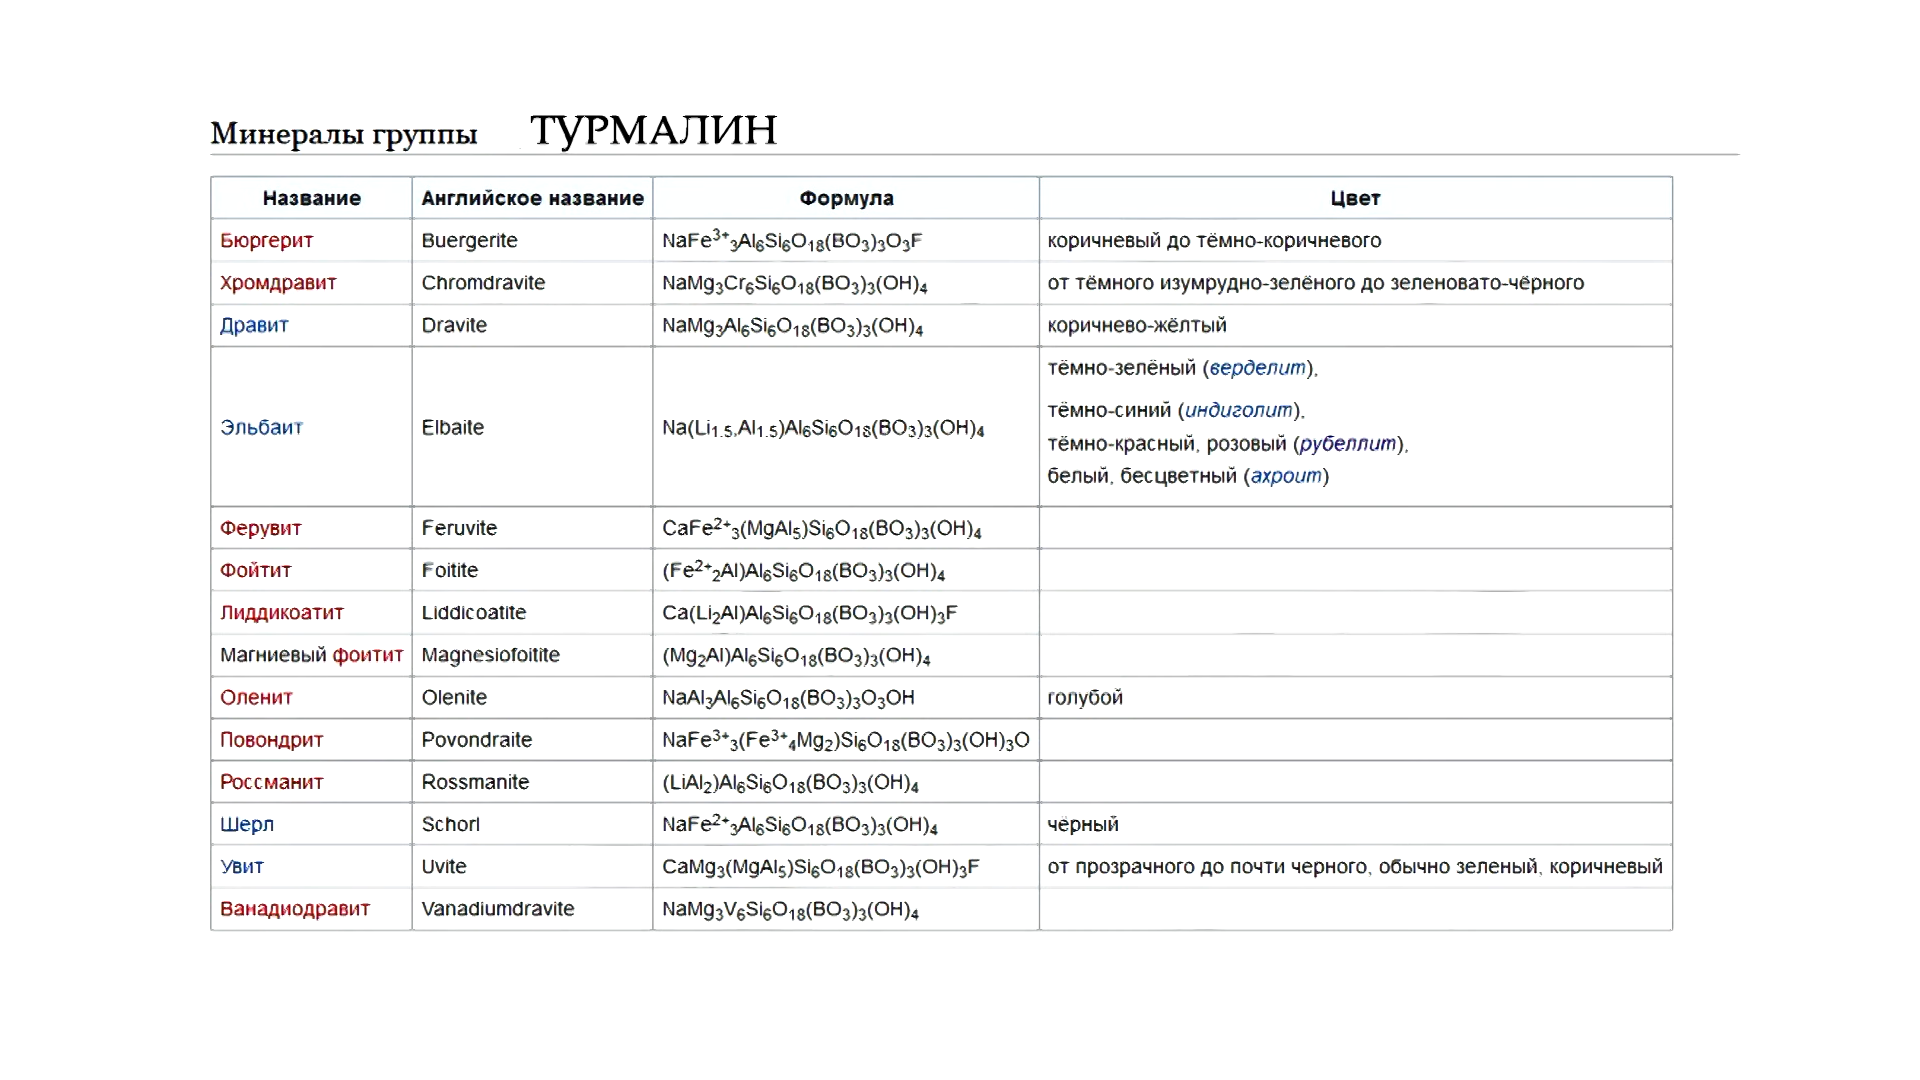 Минералы группы ТУРМАЛИН
Название Английское название Формула Цвет
Бюргерит Buergerite NaFe³⁺₃Al₆Si₆O₁₈(BO₃)₃O₃F коричневый до тёмно-коричневого
Хромдравит Chromdravite NaMg₃Cr₆Si₆O₁₈(BO₃)₃(OH)₄ от тёмного изумрудно-зелёного до зеленовато-чёрного
Дравит Dravite NaMg₃Al₆Si₆O₁₈(BO₃)₃(OH)₄ коричнево-жёлтый
Эльбаит Elbaite Na(Li₁.₅,Al₁.₅)Al₆Si₆O₁₈(BO₃)₃(OH)₄ тёмно-зелёный (верделит),
тёмно-синий (индиголит),
тёмно-красный, розовый (рубеллит),
белый, бесцветный (ахроит)
Ферувит Feruvite CaFe²⁺₃(MgAl₅)Si₆O₁₈(BO₃)₃(OH)₄
Фойтит Foitite (Fe²⁺₂Al)Al₆Si₆O₁₈(BO₃)₃(OH)₄
Лиддикоатит Liddicoatite Ca(Li₂Al)Al₆Si₆O₁₈(BO₃)₃(OH)₃F
Магниевый фоитит Magnesiofoitite (Mg₂Al)Al₆Si₆O₁₈(BO₃)₃(OH)₄
Оленит Olenite NaAl₃Al₆Si₆O₁₈(BO₃)₃O₃OH голубой
Повондрит Povondraite NaFe³⁺₃(Fe³⁺₄Mg₂)Si₆O₁₈(BO₃)₃(OH)₃O
Россманит Rossmanite (LiAl₂)Al₆Si₆O₁₈(BO₃)₃(OH)₄
Шерл Schorl NaFe²⁺₃Al₆Si₆O₁₈(BO₃)₃(OH)₄ чёрный
Увит Uvite CaMg₃(MgAl₅)Si₆O₁₈(BO₃)₃(OH)₃F от прозрачного до почти черного, обычно зеленый, коричневый
Ванадиодравит Vanadiumdravite NaMg₃V₆Si₆O₁₈(BO₃)₃(OH)₄